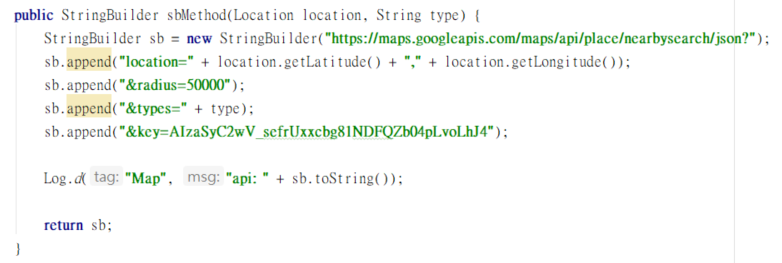 public StringBuilder sbMethod(Location location, String type) {
StringBuilder sb = new StringBuilder("https://maps.googleapis.com/maps/api/place/nearbysearch/json?");
sb.append("location=" + location.getLatitude() + "," + location.getLongitude());
sb.append("&radius=50000");
sb.append("&types=" + type);
sb.append("&key=AIzaSyC2wV_scfrUxxcbg81NDFQZb04pLvoLhJ4");
Log.d( tag: "Map", msg: "api: " + sb.toString());
return sb;
}